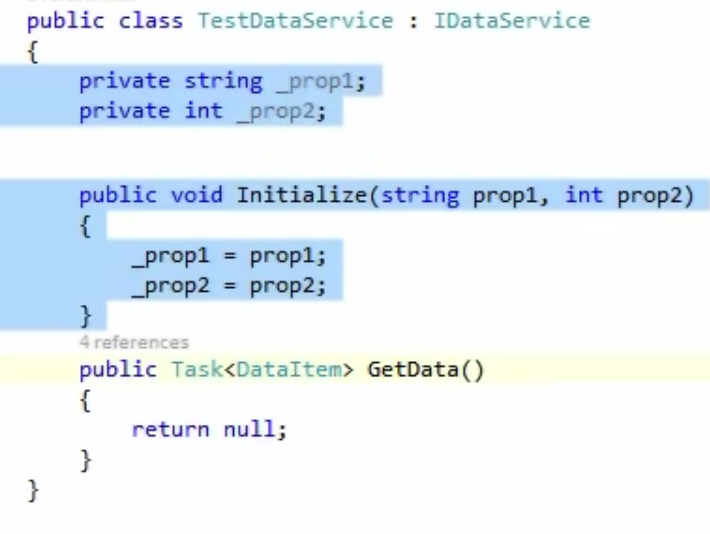 public class TestDataService : IDataService
{
private string _prop1;
private int _prop2;
public void Initialize(string prop1, int prop2)
{
_prop1 = prop1;
_prop2 = prop2;
}
4 references
public Task<DataItem> GetData()
{
return null;
}
}